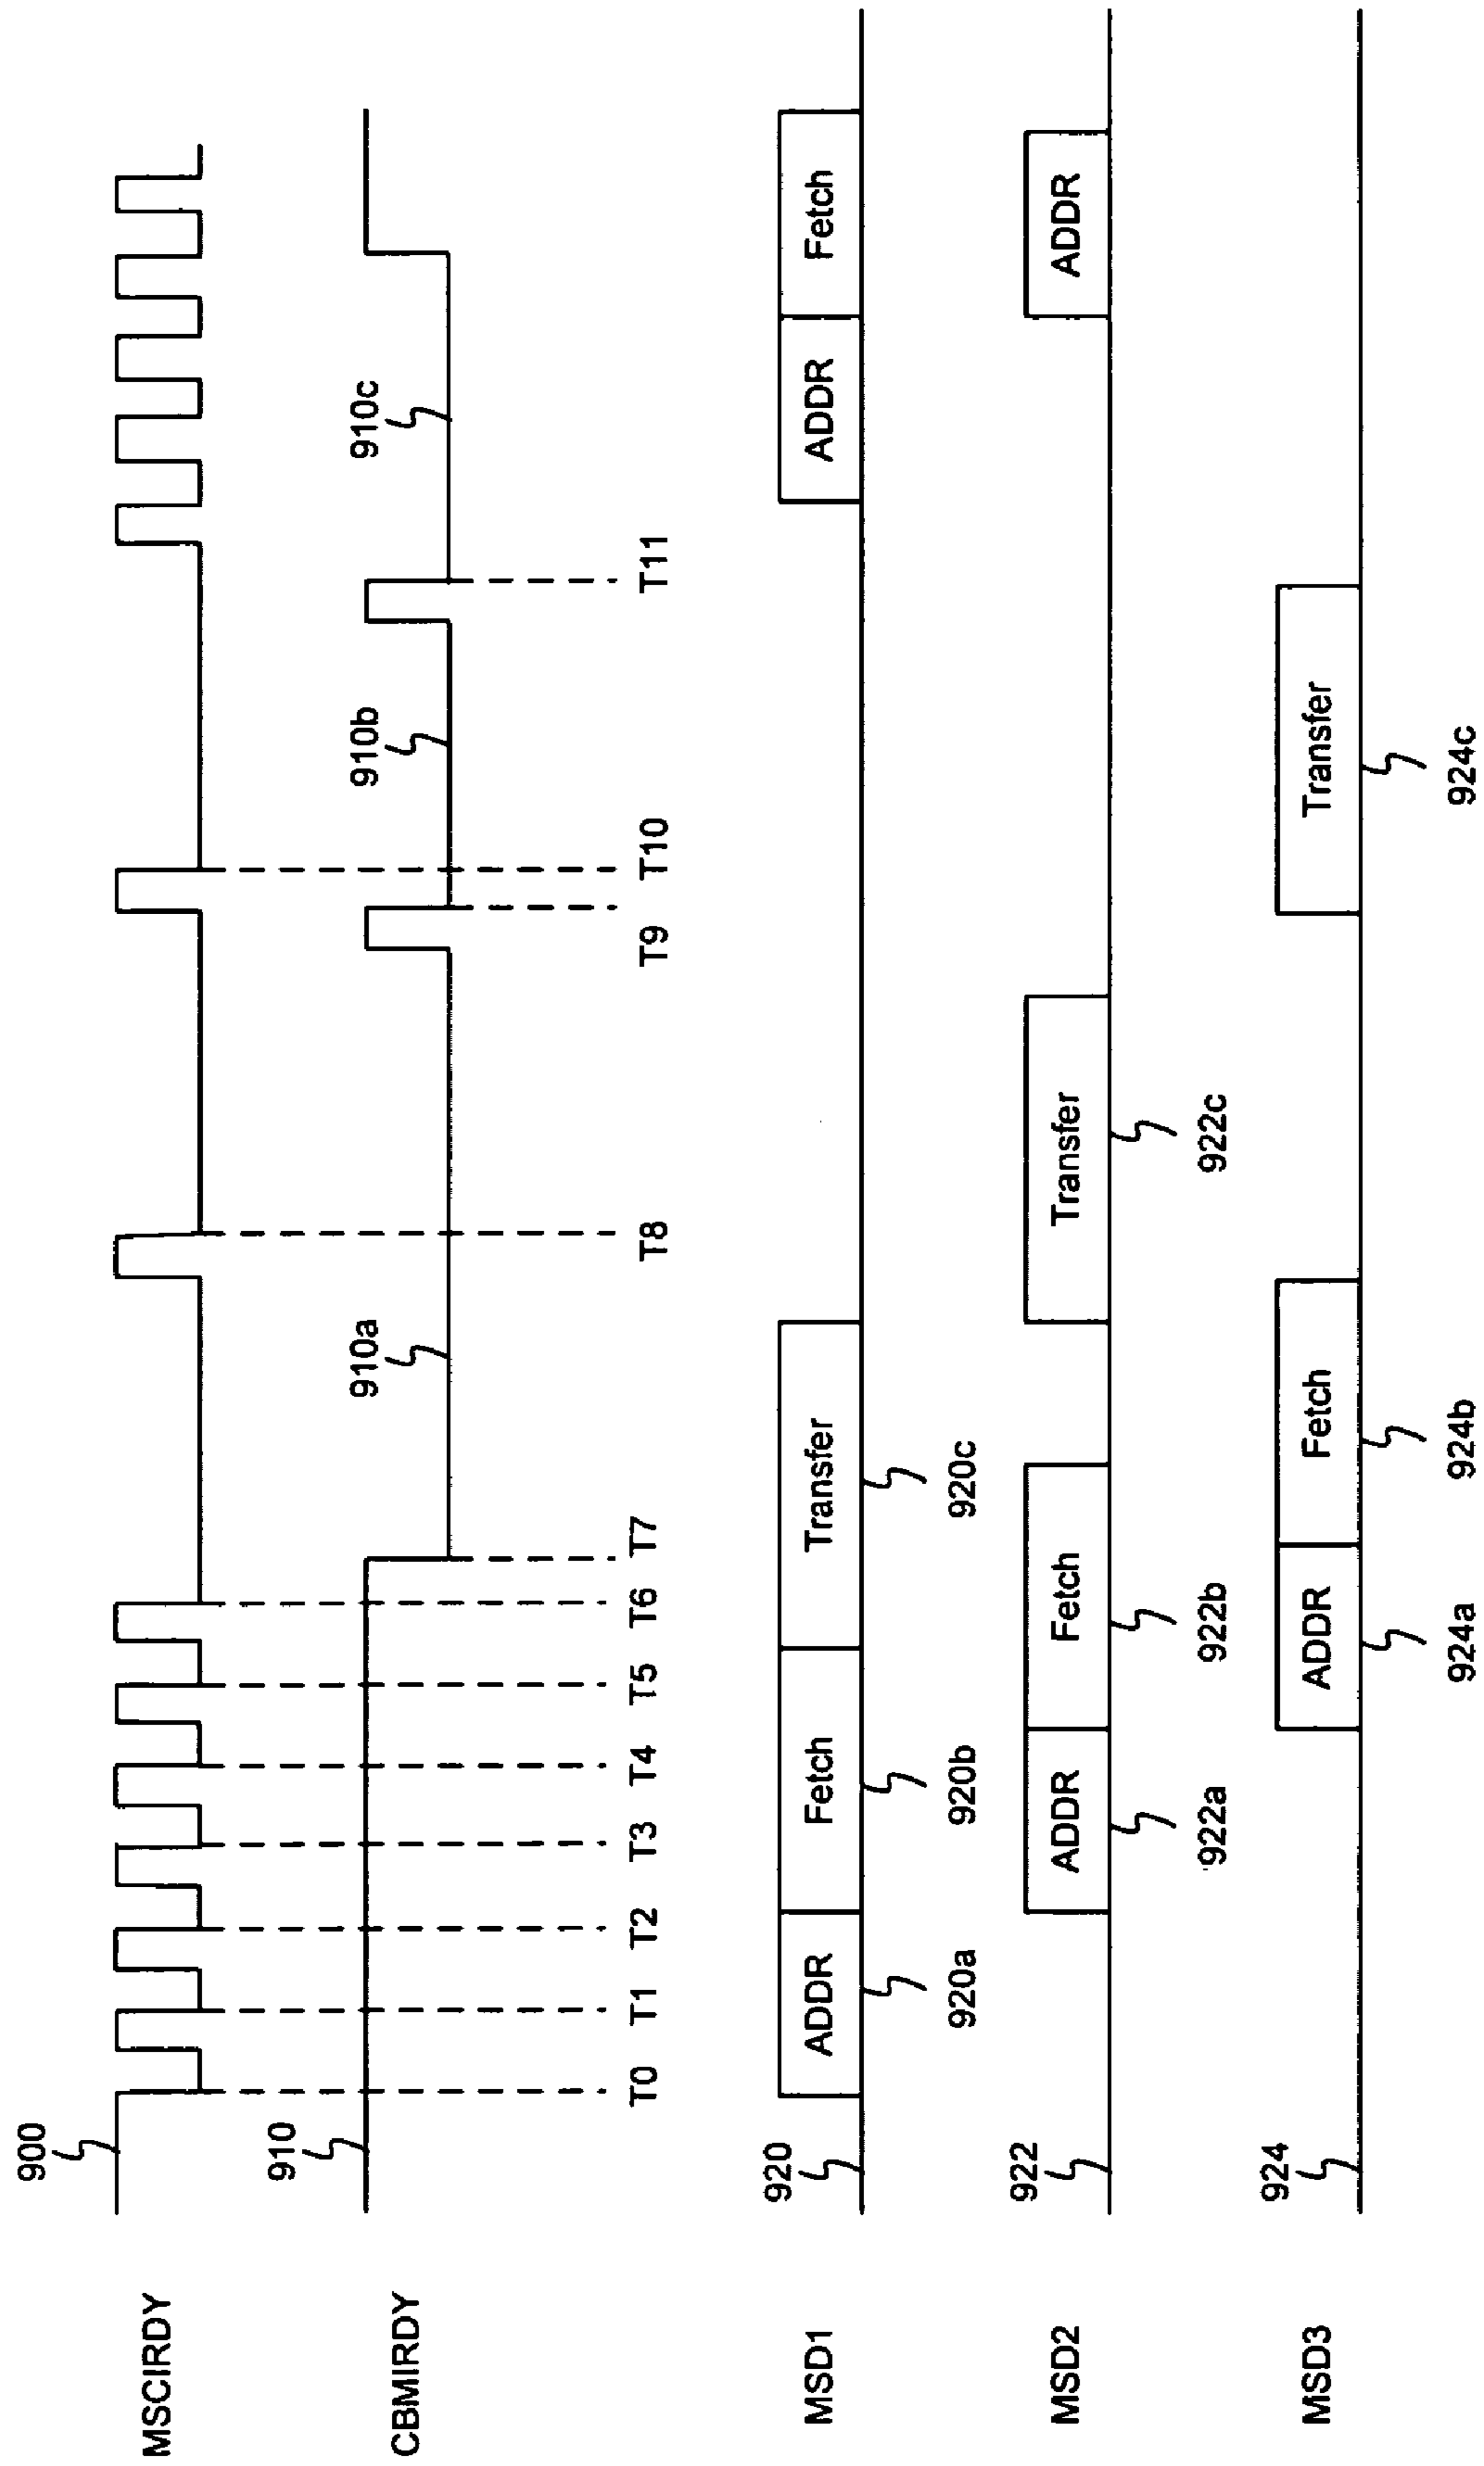 900
MSCIRDY
910
910a
910b
910c
CBMIRDY
T0 T1 T2 T3 T4 T5 T6 T7 T8 T9 T10 T11
920
MSD1
ADDR Fetch Transfer ADDR Fetch
920a 920b 920c
922
MSD2
ADDR Fetch Transfer ADDR
922a 922b 922c
924
MSD3
ADDR Fetch Transfer
924a 924b 924c